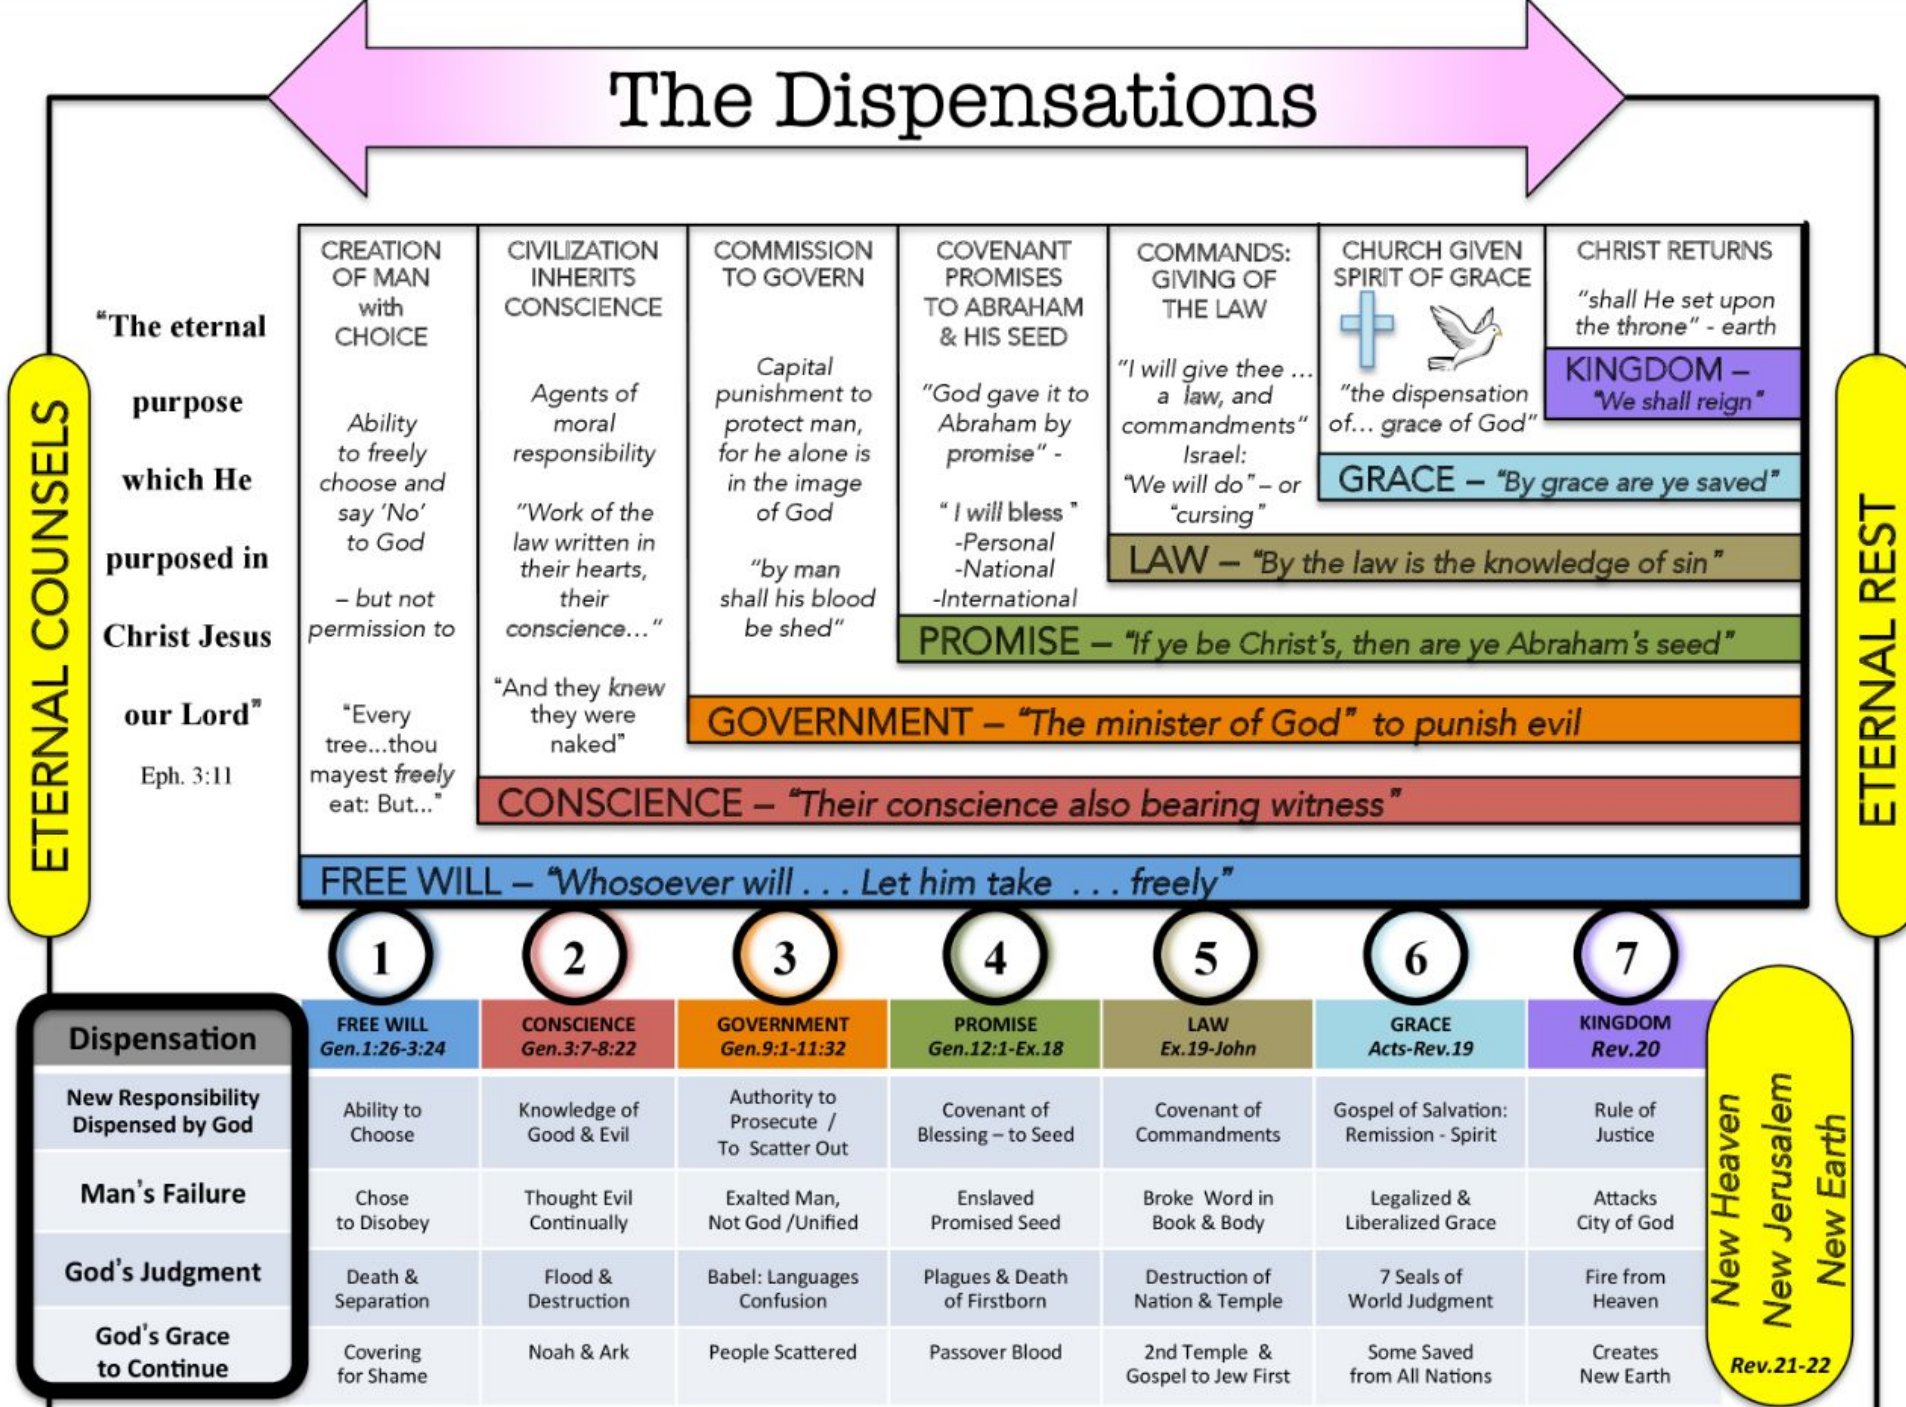 The Dispensations
ETERNAL COUNSELS
“The eternal
purpose
which He
purposed in
Christ Jesus
our Lord”
Eph. 3:11
CREATION
OF MAN
with
CHOICE
Ability
to freely
choose and
say ‘No’
to God
– but not
permission to
“Every
tree...thou
mayest freely
eat: But...”
CIVILIZATION
INHERITS
CONSCIENCE
Agents of
moral
responsibility
“Work of the
law written in
their hearts,
their
conscience...“
“And they knew
they were
naked”
COMMISSION
TO GOVERN
Capital
punishment to
protect man,
for he alone is
in the image
of God
“by man
shall his blood
be shed“
COVENANT
PROMISES
TO ABRAHAM
& HIS SEED
“God gave it to
Abraham by
promise” -
“ I will bless ”
-Personal
-National
-International
COMMANDS:
GIVING OF
THE LAW
“I will give thee ...
a law, and
commandments”
Israel:
“We will do” – or
“cursing”
CHURCH GIVEN
SPIRIT OF GRACE
“the dispensation
of... grace of God”
CHRIST RETURNS
“shall He set upon
the throne” - earth
KINGDOM –
“We shall reign”
GRACE – “By grace are ye saved”
LAW – “By the law is the knowledge of sin”
PROMISE – “If ye be Christ’s, then are ye Abraham’s seed”
GOVERNMENT – “The minister of God” to punish evil
CONSCIENCE – “Their conscience also bearing witness”
FREE WILL – “Whosoever will . . . Let him take . . . freely”
ETERNAL REST
1 2 3 4 5 6 7
Dispensation
FREE WILL
Gen.1:26-3:24
CONSCIENCE
Gen.3:7-8:22
GOVERNMENT
Gen.9:1-11:32
PROMISE
Gen.12:1-Ex.18
LAW
Ex.19-John
GRACE
Acts-Rev.19
KINGDOM
Rev.20
New Responsibility
Dispensed by God
Ability to
Choose
Knowledge of
Good & Evil
Authority to
Prosecute /
To Scatter Out
Covenant of
Blessing – to Seed
Covenant of
Commandments
Gospel of Salvation:
Remission - Spirit
Rule of
Justice
Man’s Failure
Chose
to Disobey
Thought Evil
Continually
Exalted Man,
Not God /Unified
Enslaved
Promised Seed
Broke Word in
Book & Body
Legalized &
Liberalized Grace
Attacks
City of God
God’s Judgment
Death &
Separation
Flood &
Destruction
Babel: Languages
Confusion
Plagues & Death
of Firstborn
Destruction of
Nation & Temple
7 Seals of
World Judgment
Fire from
Heaven
God’s Grace
to Continue
Covering
for Shame
Noah & Ark
People Scattered
Passover Blood
2nd Temple &
Gospel to Jew First
Some Saved
from All Nations
Creates
New Earth
New Heaven
New Jerusalem
New Earth
Rev.21-22